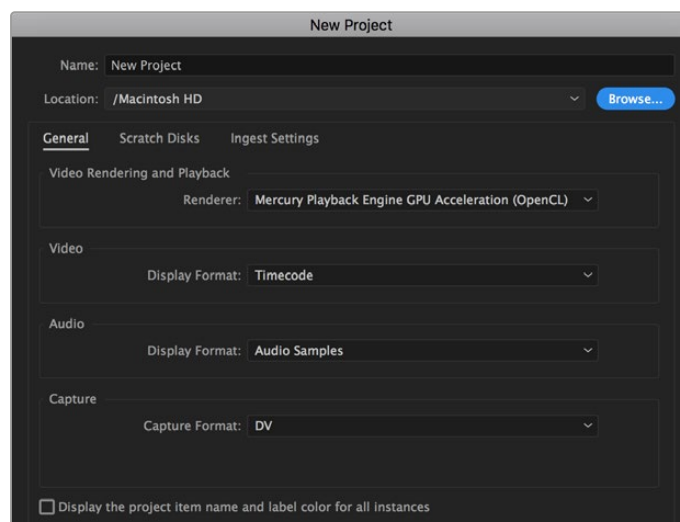 New Project
Name: New Project
Location: /Macintosh HD Browse...
General Scratch Disks Ingest Settings
Video Rendering and Playback
Renderer: Mercury Playback Engine GPU Acceleration (OpenCL)
Video
Display Format: Timecode
Audio
Display Format: Audio Samples
Capture
Capture Format: DV
Display the project item name and label color for all instances